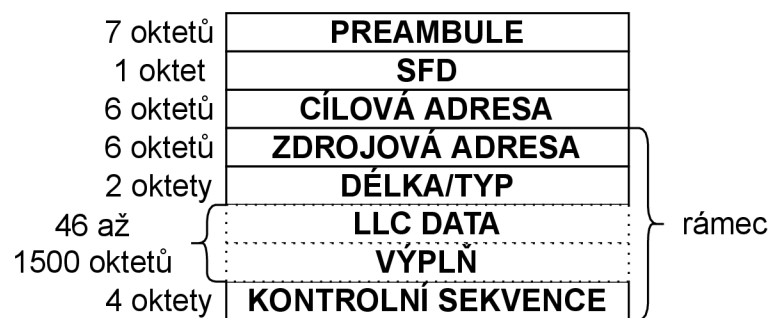 7 oktetů PREAMBULE
1 oktet SFD
6 oktetů CÍLOVÁ ADRESA
6 oktetů ZDROJOVÁ ADRESA
2 oktety DÉLKA/TYP
46 až LLC DATA rámec
1500 oktetů VÝPLŇ
4 oktety KONTROLNÍ SEKVENCE